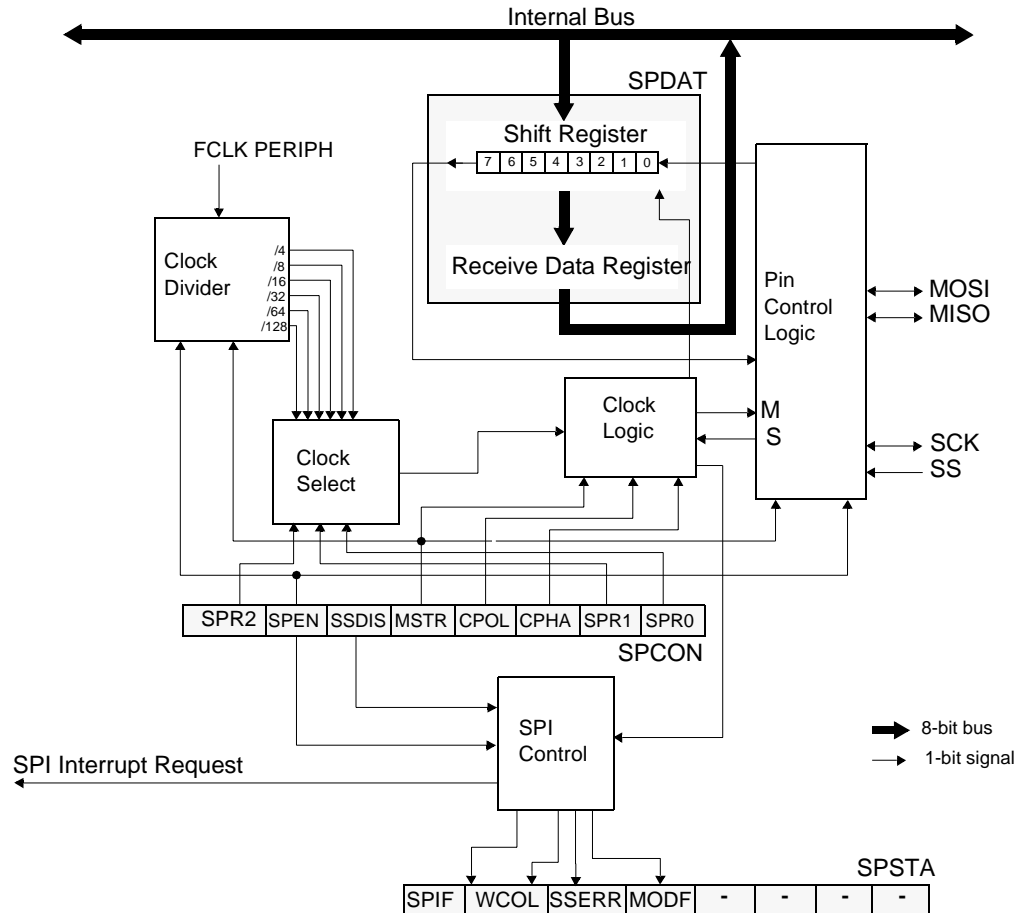 Internal Bus
SPDAT
Shift Register
7 6 5 4 3 2 1 0
FCLK PERIPH
Clock
Divider
/4
/8
/16
/32
/64
/128
Receive Data Register
Pin
Control
Logic
MOSI
MISO
Clock
Logic
M
S
SCK
SS
Clock
Select
SPR2 SPEN SSDIS MSTR CPOL CPHA SPR1 SPR0
SPCON
SPI
Control
8-bit bus
1-bit signal
SPI Interrupt Request
SPSTA
SPIF WCOL SSERR MODF - - - -